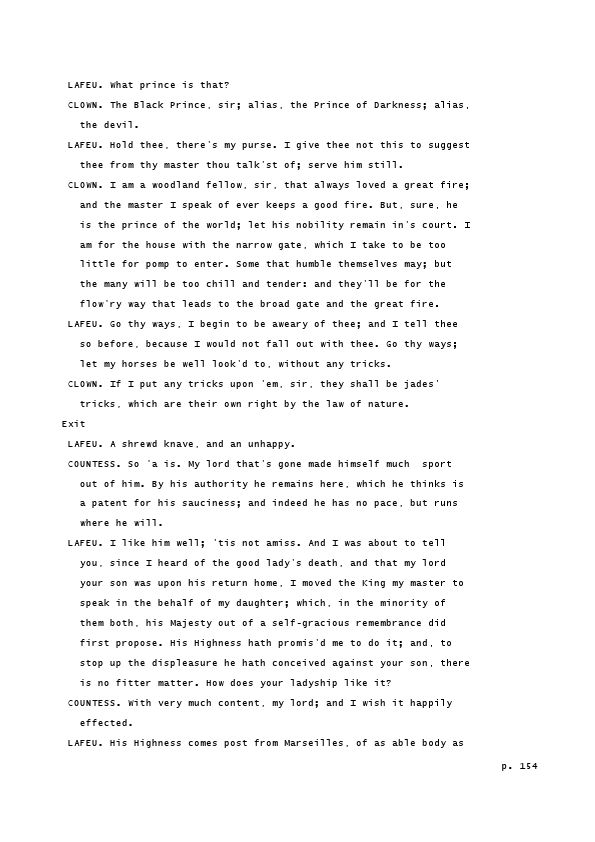 LAFEU. What prince is that?
CLOWN. The Black Prince, sir; alias, the Prince of Darkness; alias,
the devil.
LAFEU. Hold thee, there's my purse. I give thee not this to suggest
thee from thy master thou talk'st of; serve him still.
CLOWN. I am a woodland fellow, sir, that always loved a great fire;
and the master I speak of ever keeps a good fire. But, sure, he
is the prince of the world; let his nobility remain in's court. I
am for the house with the narrow gate, which I take to be too
little for pomp to enter. Some that humble themselves may; but
the many will be too chill and tender: and they'll be for the
flow'ry way that leads to the broad gate and the great fire.
LAFEU. Go thy ways, I begin to be aweary of thee; and I tell thee
so before, because I would not fall out with thee. Go thy ways;
let my horses be well look'd to, without any tricks.
CLOWN. If I put any tricks upon 'em, sir, they shall be jades'
tricks, which are their own right by the law of nature.
Exit
LAFEU. A shrewd knave, and an unhappy.
COUNTESS. So 'a is. My lord that's gone made himself much  sport
out of him. By his authority he remains here, which he thinks is
a patent for his sauciness; and indeed he has no pace, but runs
where he will.
LAFEU. I like him well; 'tis not amiss. And I was about to tell
you, since I heard of the good lady's death, and that my lord
your son was upon his return home, I moved the King my master to
speak in the behalf of my daughter; which, in the minority of
them both, his Majesty out of a self-gracious remembrance did
first propose. His Highness hath promis'd me to do it; and, to
stop up the displeasure he hath conceived against your son, there
is no fitter matter. How does your ladyship like it?
COUNTESS. With very much content, my lord; and I wish it happily
effected.
LAFEU. His Highness comes post from Marseilles, of as able body as
p. 154